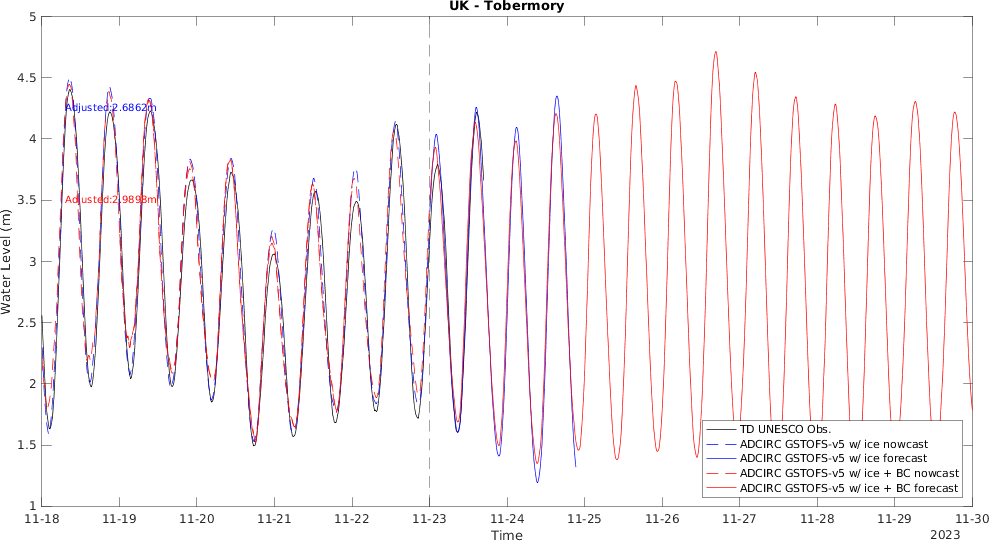 UK - Tobermory
5
4.5
4
3.5
3
2.5
2
1.5
1
Water Level (m)
Adjusted:2.6862m
Adjusted:2.9893m
TD UNESCO Obs.
ADCIRC GSTOFS-v5 w/ ice nowcast
ADCIRC GSTOFS-v5 w/ ice forecast
ADCIRC GSTOFS-v5 w/ ice + BC nowcast
ADCIRC GSTOFS-v5 w/ ice + BC forecast
11-18 11-19 11-20 11-21 11-22 11-23 11-24 11-25 11-26 11-27 11-28 11-29 11-30
Time
2023